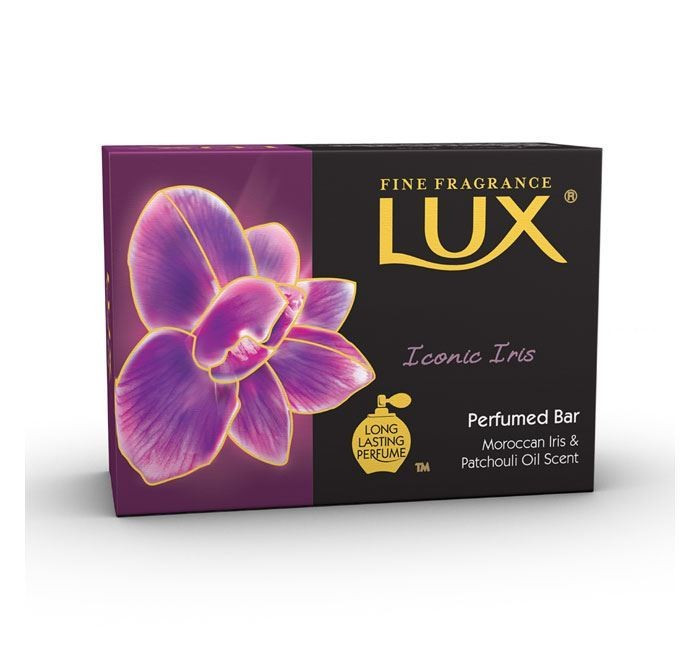 FINE FRAGRANCE
LUX®
Iconic Iris
LONG
LASTING
PERFUME
™
Perfumed Bar
Moroccan Iris &
Patchouli Oil Scent